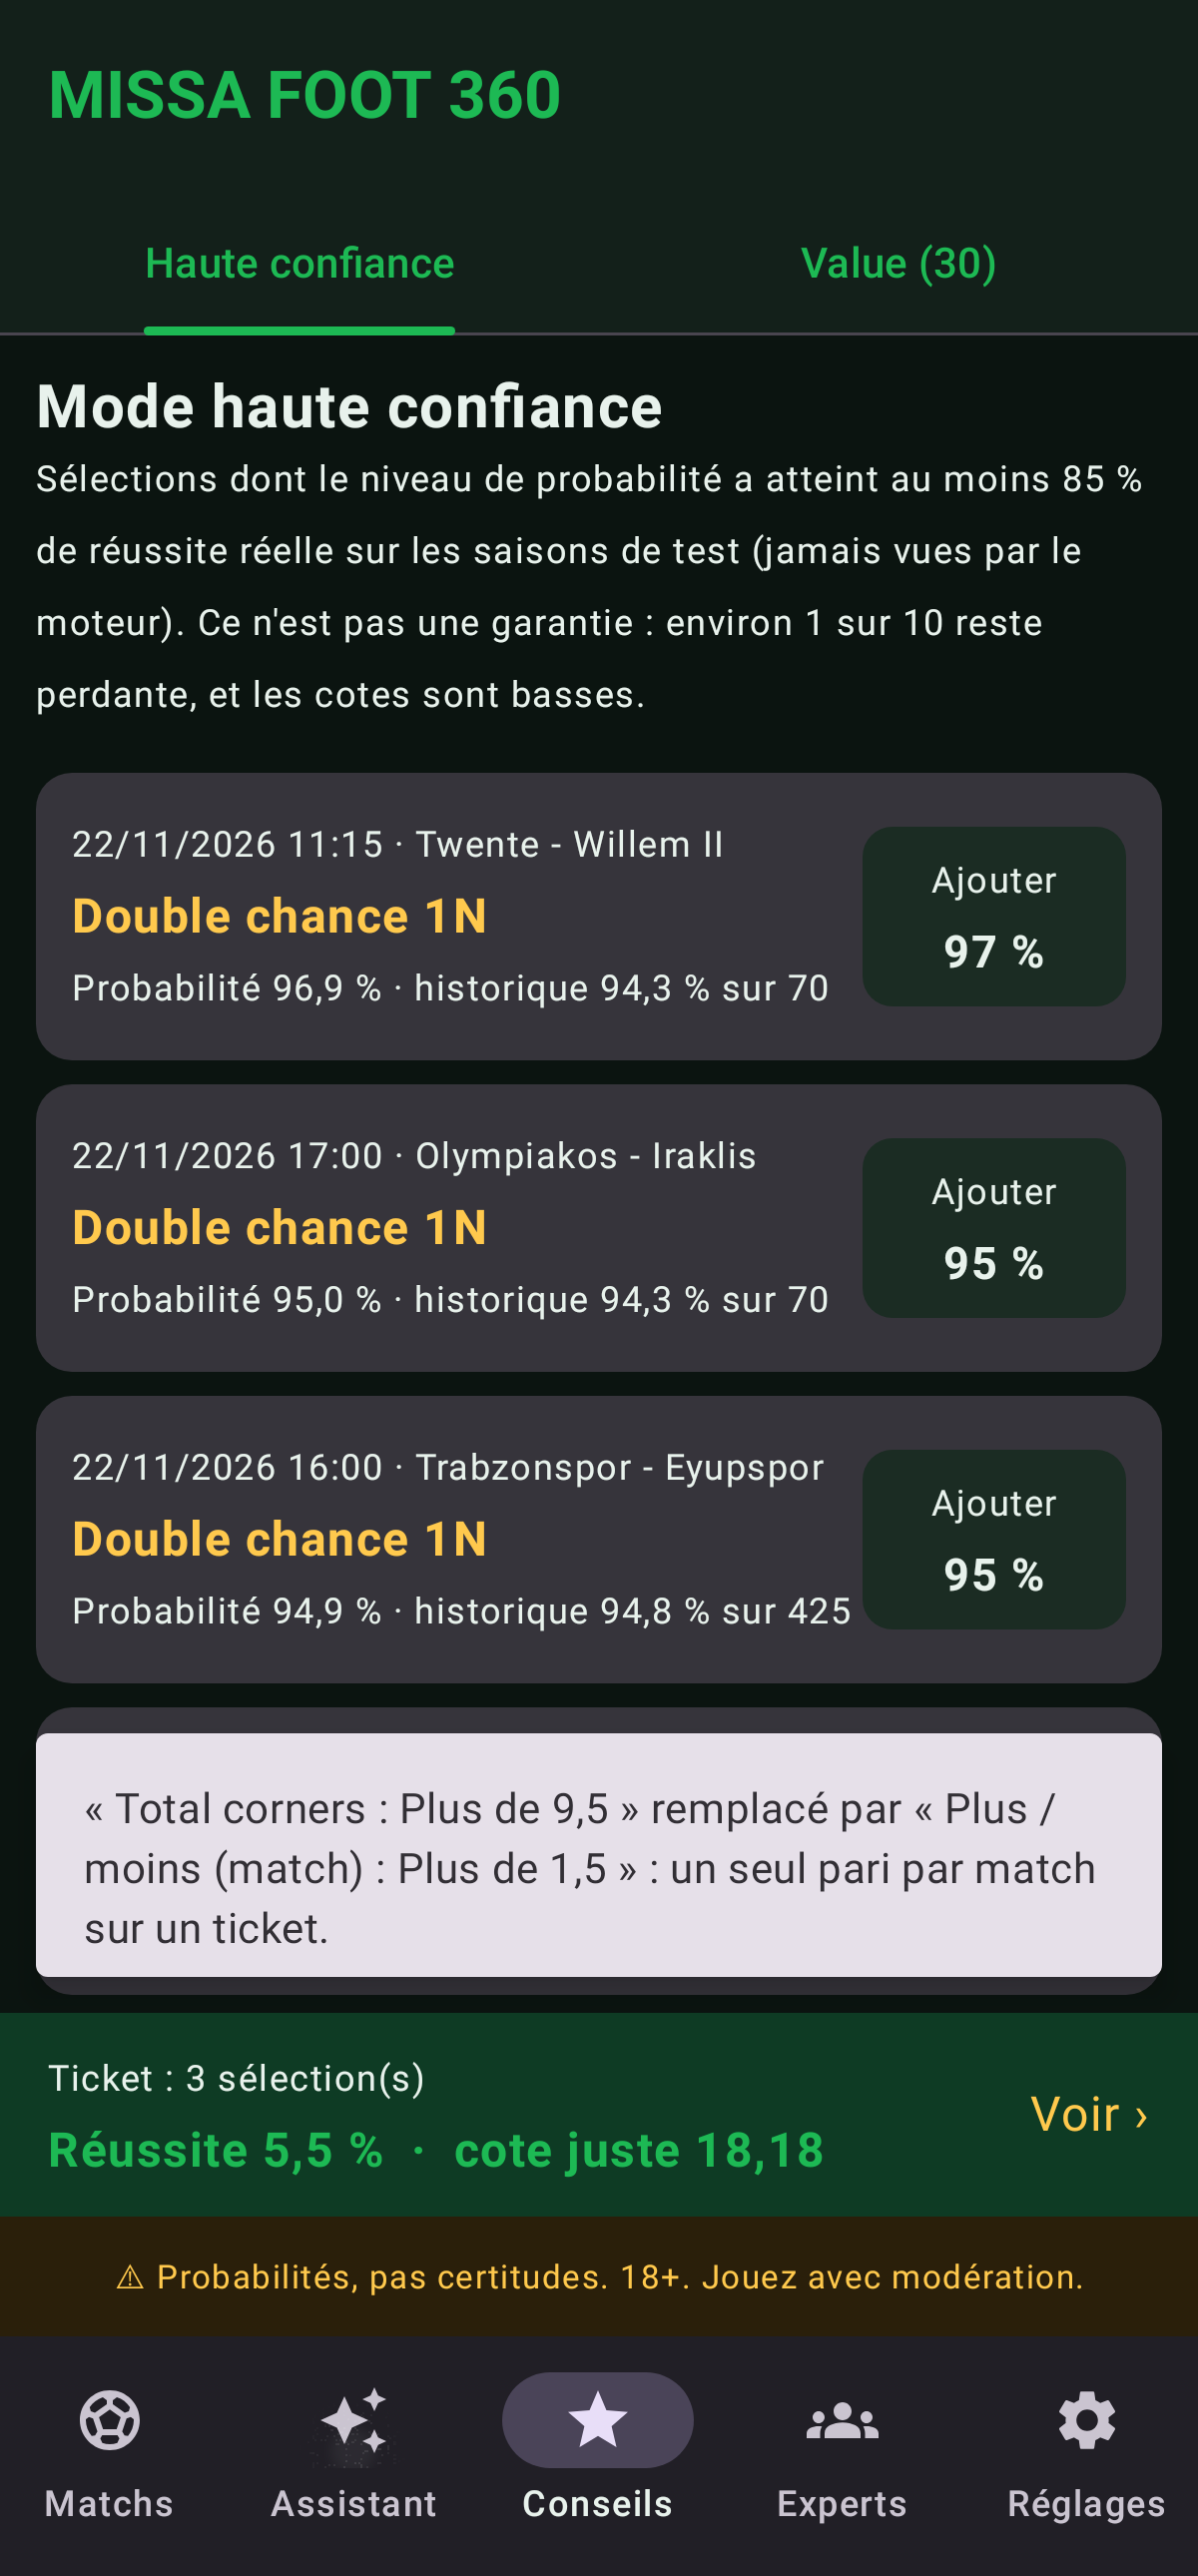 MISSA FOOT 360
Haute confiance
Value (30)
Mode haute confiance
Sélections dont le niveau de probabilité a atteint au moins 85 %
de réussite réelle sur les saisons de test (jamais vues par le
moteur). Ce n'est pas une garantie : environ 1 sur 10 reste
perdante, et les cotes sont basses.
22/11/2026 11:15 · Twente - Willem II
Double chance 1N
Probabilité 96,9 % · historique 94,3 % sur 70
Ajouter
97 %
22/11/2026 17:00 · Olympiakos - Iraklis
Double chance 1N
Probabilité 95,0 % · historique 94,3 % sur 70
Ajouter
95 %
22/11/2026 16:00 · Trabzonspor - Eyupspor
Double chance 1N
Probabilité 94,9 % · historique 94,8 % sur 425
Ajouter
95 %
« Total corners : Plus de 9,5 » remplacé par « Plus /
moins (match) : Plus de 1,5 » : un seul pari par match
sur un ticket.
Ticket : 3 sélection(s)
Réussite 5,5 % · cote juste 18,18
Voir ›
⚠ Probabilités, pas certitudes. 18+. Jouez avec modération.
Matchs
Assistant
Conseils
Experts
Réglages